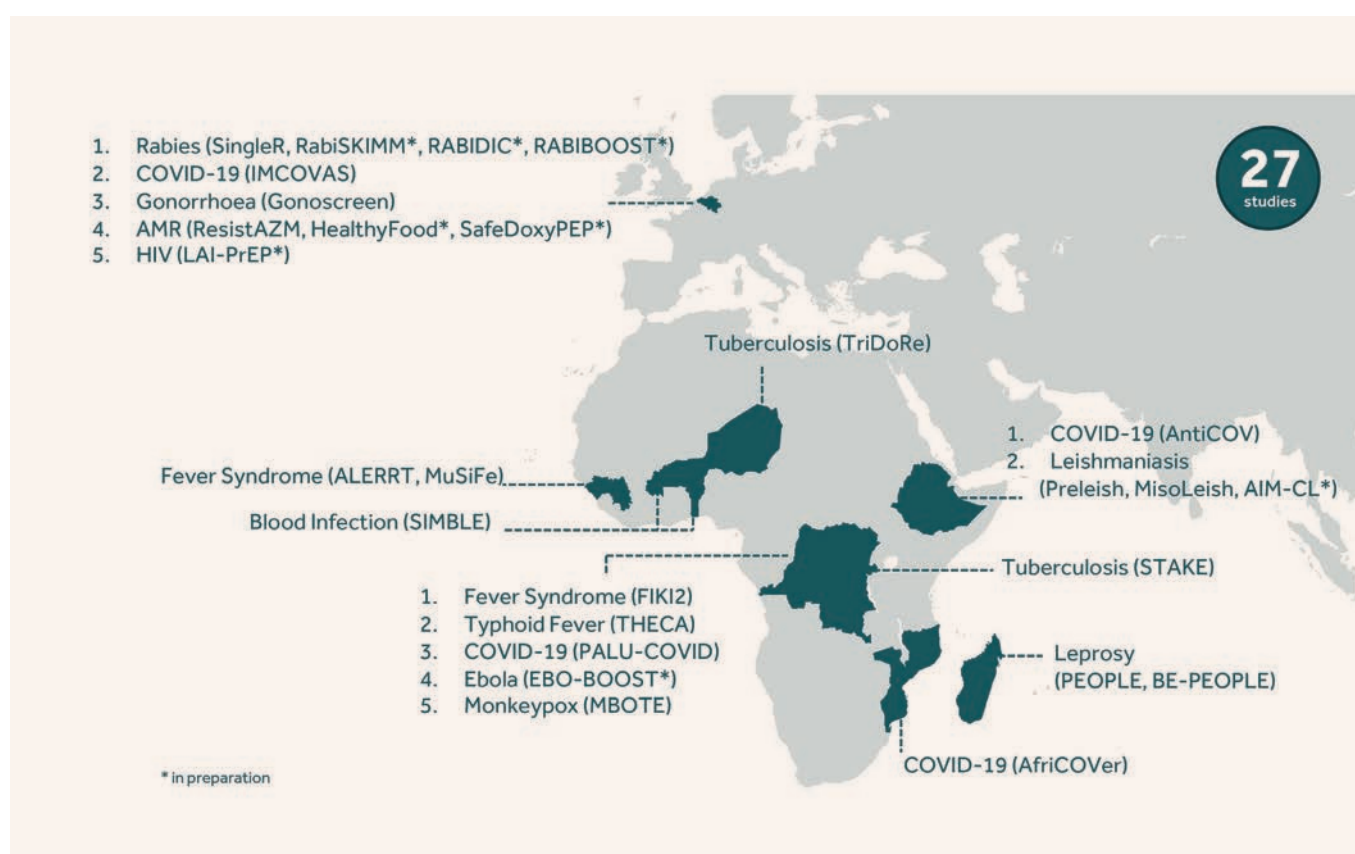 1. Rabies (SingleR, RabiSKIMM*, RABIDIC*, RABIBOOST*)
2. COVID-19 (IMCOVAS)
3. Gonorrhoea (Gonoscreen)
4. AMR (ResistAZM, HealthyFood*, SafeDoxyPEP*)
5. HIV (LAI-PrEP*)
27
studies
Tuberculosis (TriDoRe)
1. COVID-19 (AntiCOV)
2. Leishmaniasis
(Preleish, MisoLeish, AIM-CL*)
Fever Syndrome (ALERRT, MuSiFe)
Blood Infection (SIMBLE)
Tuberculosis (STAKE)
1. Fever Syndrome (FIKI2)
2. Typhoid Fever (THECA)
3. COVID-19 (PALU-COVID)
4. Ebola (EBO-BOOST*)
5. Monkeypox (MBOTE)
Leprosy
(PEOPLE, BE-PEOPLE)
COVID-19 (AfriCOVer)
* in preparation